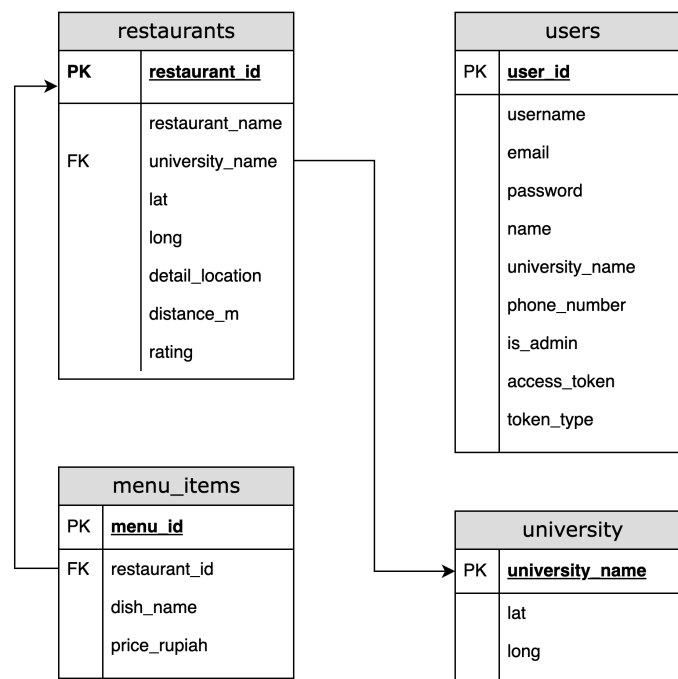 restaurants
PK restaurant_id
restaurant_name
FK university_name
lat
long
detail_location
distance_m
rating
users
PK user_id
username
email
password
name
university_name
phone_number
is_admin
access_token
token_type
menu_items
PK menu_id
FK restaurant_id
dish_name
price_rupiah
university
PK university_name
lat
long